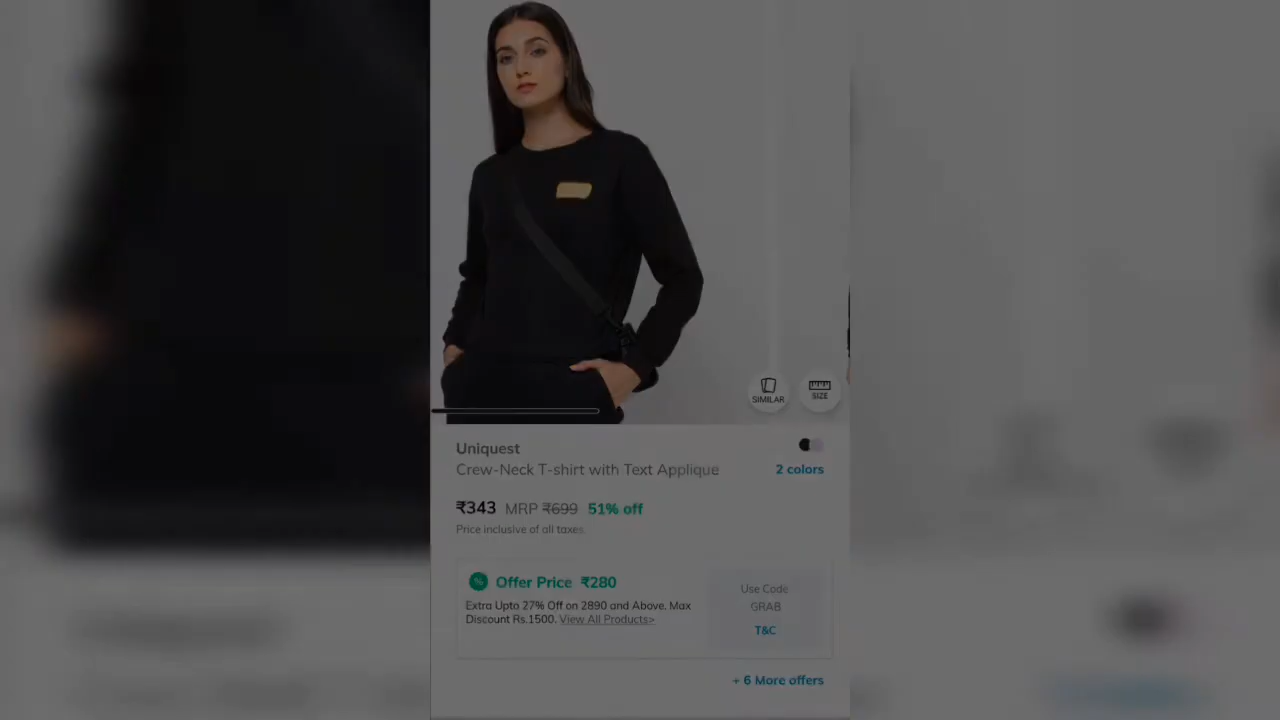 SIMILAR
SIZE
Uniquest
Crew-Neck T-shirt with Text Applique
2 colors
₹343 MRP ₹699 51% off
Price inclusive of all taxes.
Offer Price ₹280
Extra Upto 27% Off on 2890 and Above. Max
Discount Rs.1500. View All Products>
Use Code
GRAB
T&C
+ 6 More offers